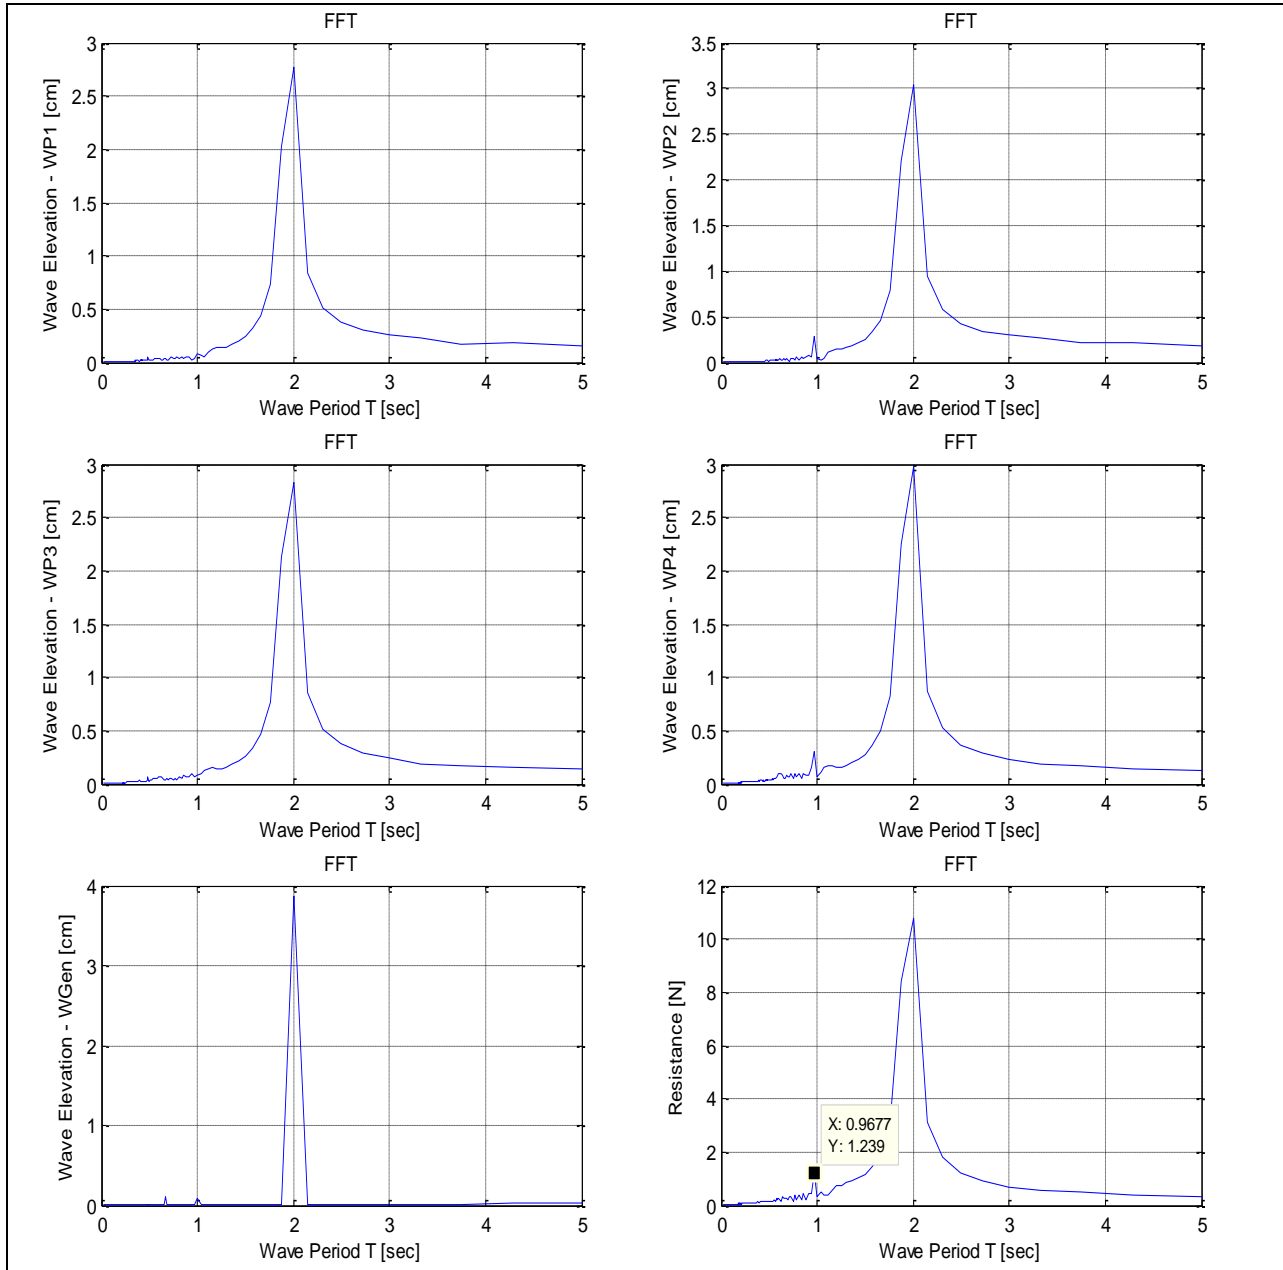 FFT
Wave Elevation - WP1 [cm]
3
2.5
2
1.5
1
0.5
0
0 1 2 3 4 5
Wave Period T [sec]
FFT
Wave Elevation - WP2 [cm]
3.5
3
2.5
2
1.5
1
0.5
0
0 1 2 3 4 5
Wave Period T [sec]
FFT
Wave Elevation - WP3 [cm]
3
2.5
2
1.5
1
0.5
0
0 1 2 3 4 5
Wave Period T [sec]
FFT
Wave Elevation - WP4 [cm]
3
2.5
2
1.5
1
0.5
0
0 1 2 3 4 5
Wave Period T [sec]
FFT
Wave Elevation - WGen [cm]
4
3
2
1
0
0 1 2 3 4 5
Wave Period T [sec]
FFT
Resistance [N]
12
10
8
6
4
2
0
X: 0.9677
Y: 1.239
0 1 2 3 4 5
Wave Period T [sec]